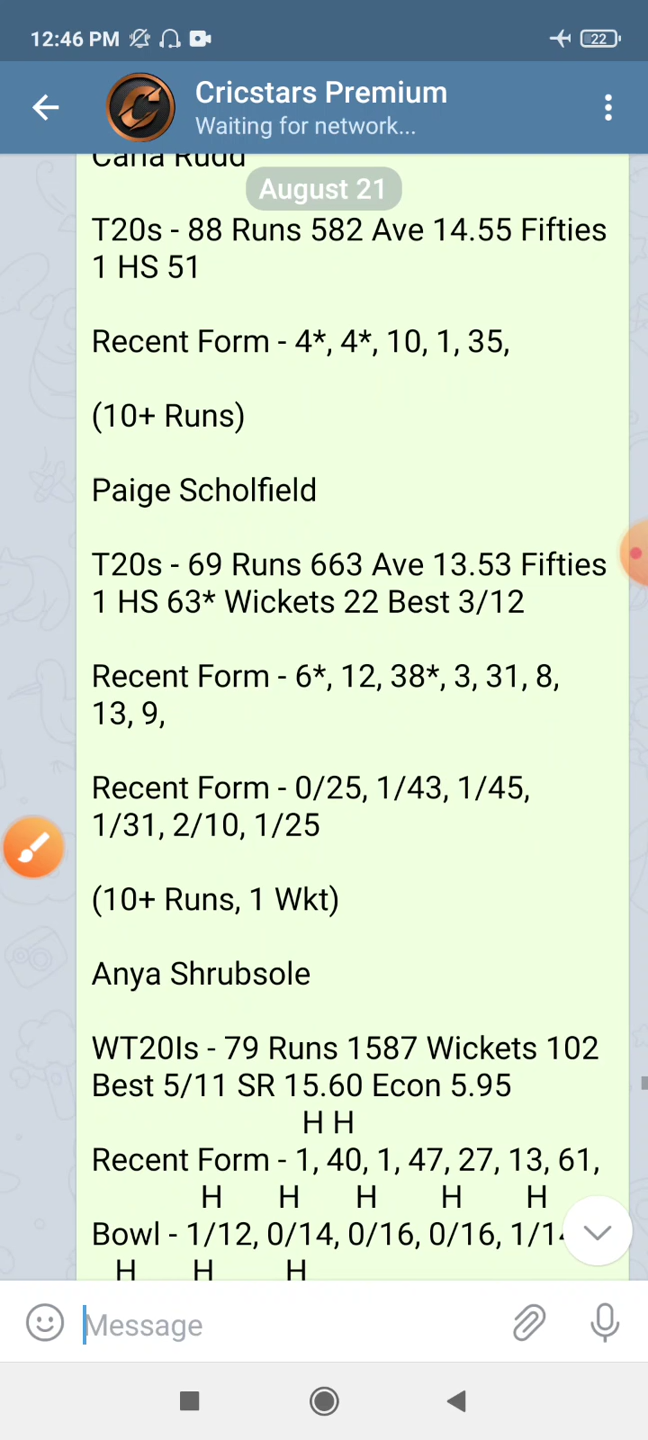 12:46 PM
22
Cricstars Premium
Waiting for network...
Carla Rudd
August 21
T20s - 88 Runs 582 Ave 14.55 Fifties
1 HS 51
Recent Form - 4*, 4*, 10, 1, 35,
(10+ Runs)
Paige Scholfield
T20s - 69 Runs 663 Ave 13.53 Fifties
1 HS 63* Wickets 22 Best 3/12
Recent Form - 6*, 12, 38*, 3, 31, 8,
13, 9,
Recent Form - 0/25, 1/43, 1/45,
1/31, 2/10, 1/25
(10+ Runs, 1 Wkt)
Anya Shrubsole
WT20Is - 79 Runs 1587 Wickets 102
Best 5/11 SR 15.60 Econ 5.95
H H
Recent Form - 1, 40, 1, 47, 27, 13, 61,
H H H H H
Bowl - 1/12, 0/14, 0/16, 0/16,
H H H
Message